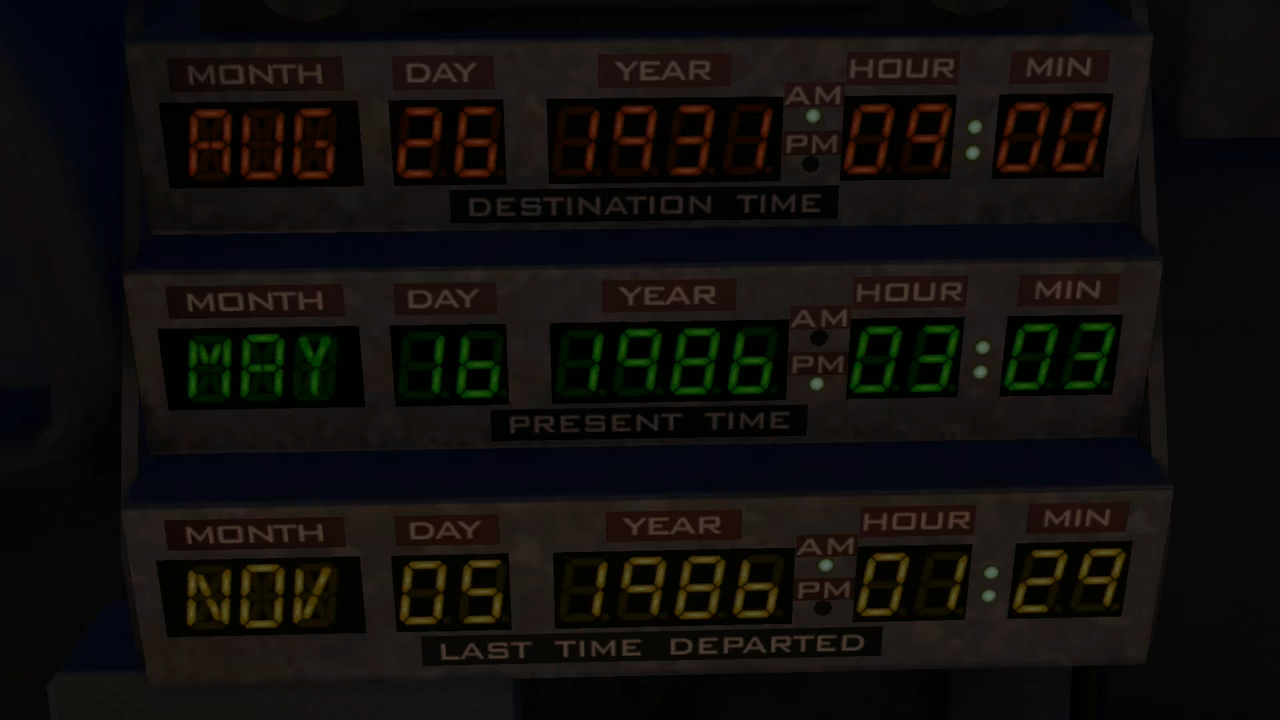 MONTH DAY YEAR AM PM HOUR MIN
AUG 26 1931 09:00
DESTINATION TIME
MONTH DAY YEAR AM PM HOUR MIN
MAY 16 1986 03:03
PRESENT TIME
MONTH DAY YEAR AM PM HOUR MIN
NOV 05 1986 01:29
LAST TIME DEPARTED